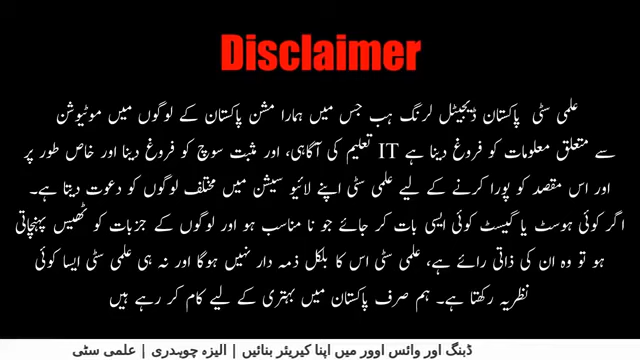 Disclaimer
علمی سٹی پاکستان ڈیجیٹل لرنگ ہب جس میں ہمارا مشن پاکستان کے لوگوں میں موٹیوشن
تعلیم کی آگاہی، اور مثبت سوچ کو فروغ دینا اور خاص طور پر IT سے متعلق معلومات کو فروغ دینا ہے
اور اس مقصد کو پورا کرنے کے لیے علمی سٹی اپنے لائیو سیشن میں مختلف لوگوں کو دعوت دیتا ہے۔
اگر کوئی ہوسٹ یا گیسٹ کوئی ایسی بات کر جائے جو نا مناسب ہو اور لوگوں کے جزبات کو ٹھیس پہنچاتی
ہو تو وہ ان کی ذاتی رائے ہے، علمی سٹی اس کا بلکل ذمہ دار نہیں ہوگا اور نہ ہی علمی سٹی ایسا کوئی
نظریہ رکھتا ہے۔ ہم صرف پاکستان میں بہتری کے لیے کام کر رہے ہیں
ڈبنگ اور وائس اوور میں اپنا کیریئر بنائیں | الیزہ چوہدری | علمی سٹی